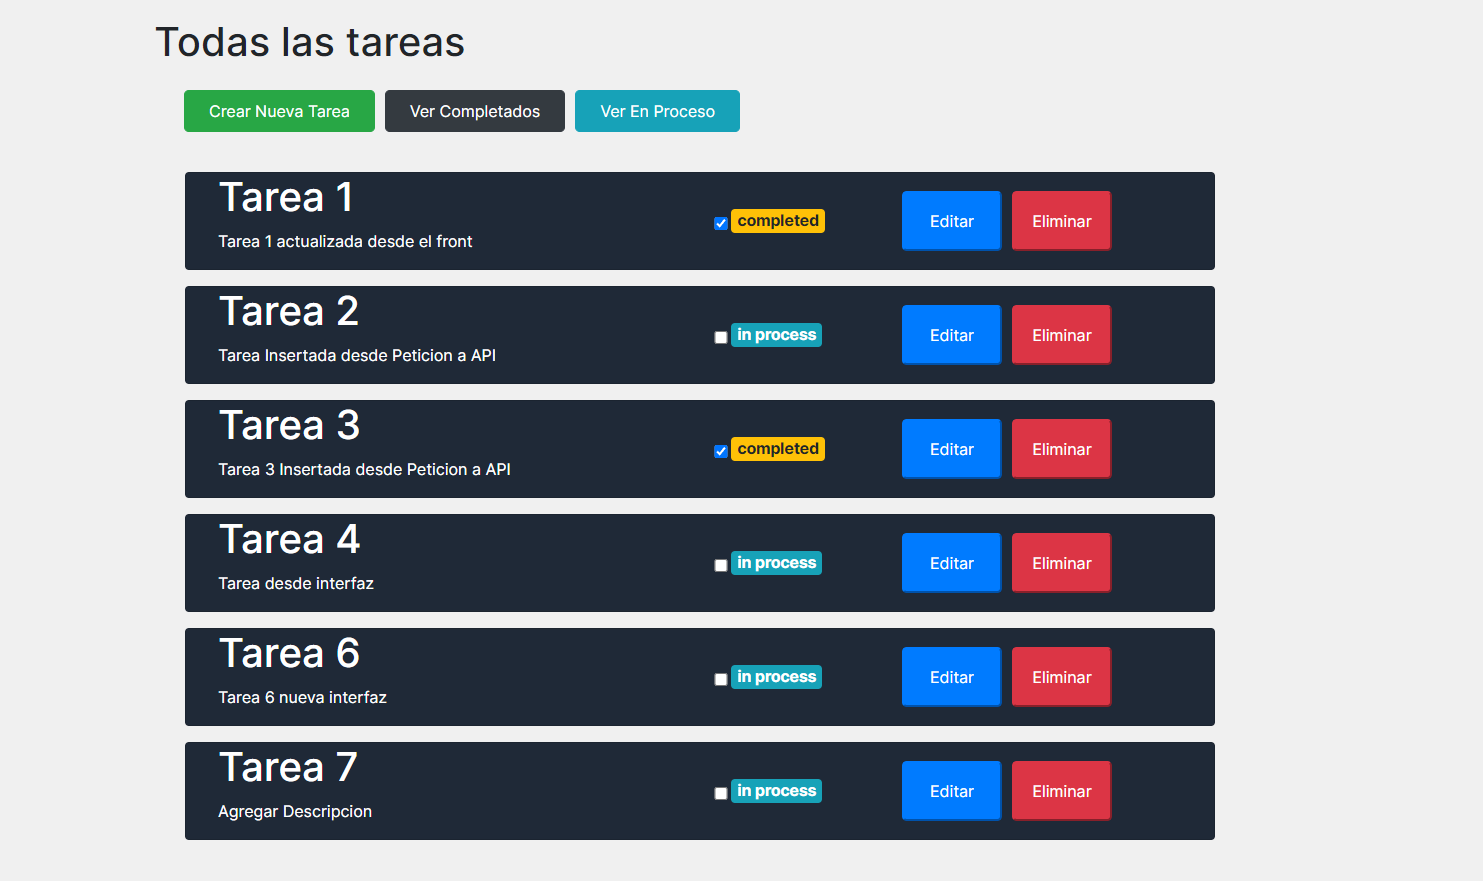 Todas las tareas
Crear Nueva Tarea Ver Completados Ver En Proceso
Tarea 1
Tarea 1 actualizada desde el front
completed
Editar Eliminar
Tarea 2
Tarea Insertada desde Peticion a API
in process
Editar Eliminar
Tarea 3
Tarea 3 Insertada desde Peticion a API
completed
Editar Eliminar
Tarea 4
Tarea desde interfaz
in process
Editar Eliminar
Tarea 6
Tarea 6 nueva interfaz
in process
Editar Eliminar
Tarea 7
Agregar Descripcion
in process
Editar Eliminar